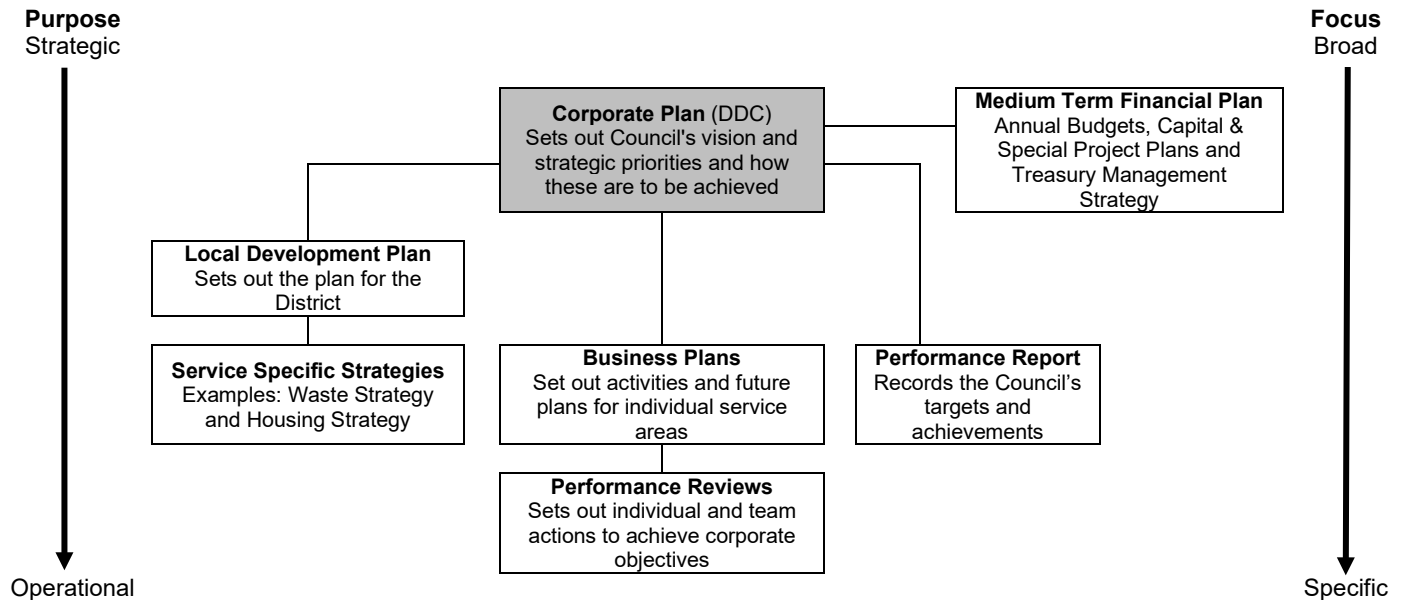 Purpose
Strategic
Focus
Broad
Corporate Plan (DDC)
Sets out Council's vision and
strategic priorities and how
these are to be achieved
Medium Term Financial Plan
Annual Budgets, Capital &
Special Project Plans and
Treasury Management
Strategy
Local Development Plan
Sets out the plan for the
District
Service Specific Strategies
Examples: Waste Strategy
and Housing Strategy
Business Plans
Set out activities and future
plans for individual service
areas
Performance Report
Records the Council’s
targets and
achievements
Performance Reviews
Sets out individual and team
actions to achieve corporate
objectives
Operational
Specific